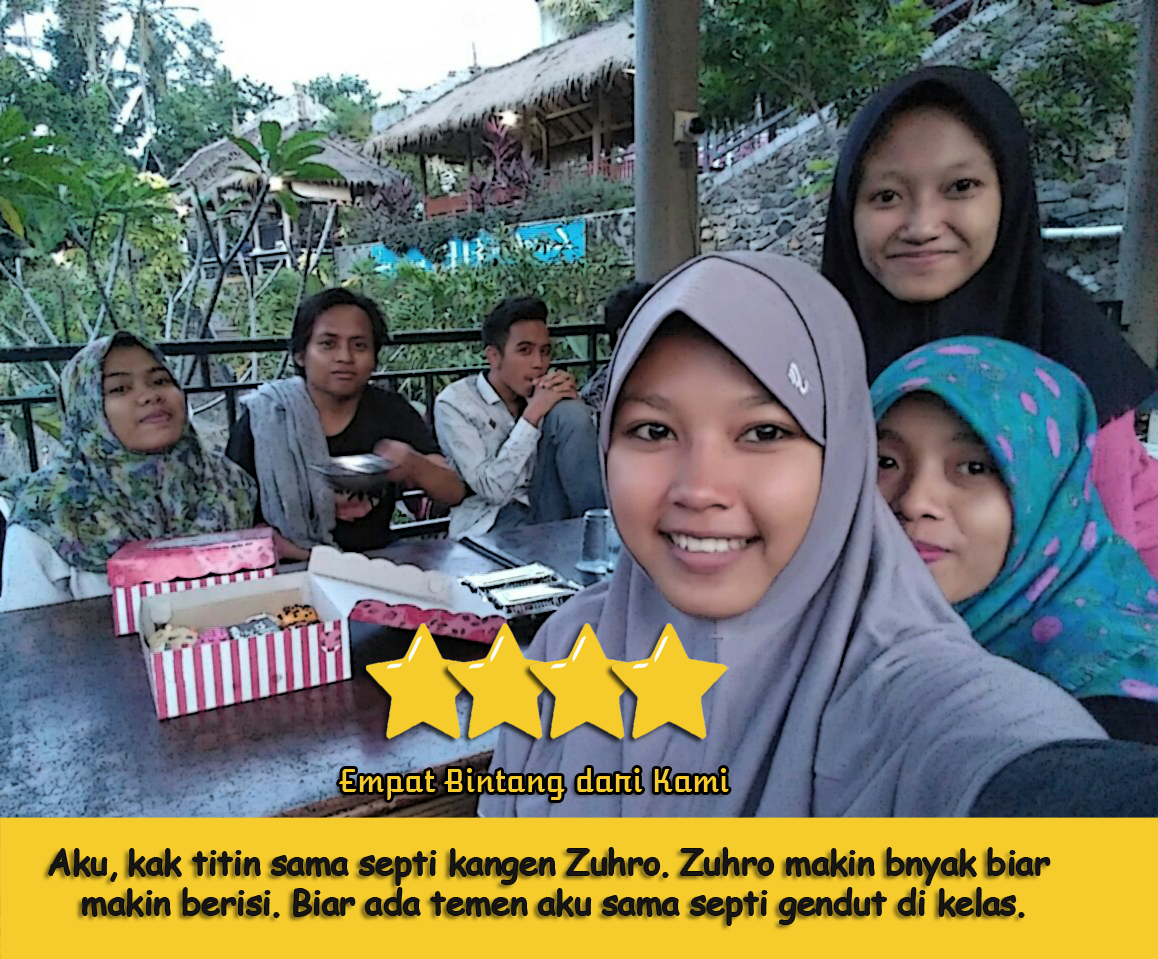 Empat Bintang dari Kami
Aku, kak titin sama septi kangen Zuhro. Zuhro makin bnyak biar
makin berisi. Biar ada temen aku sama septi gendut di kelas.